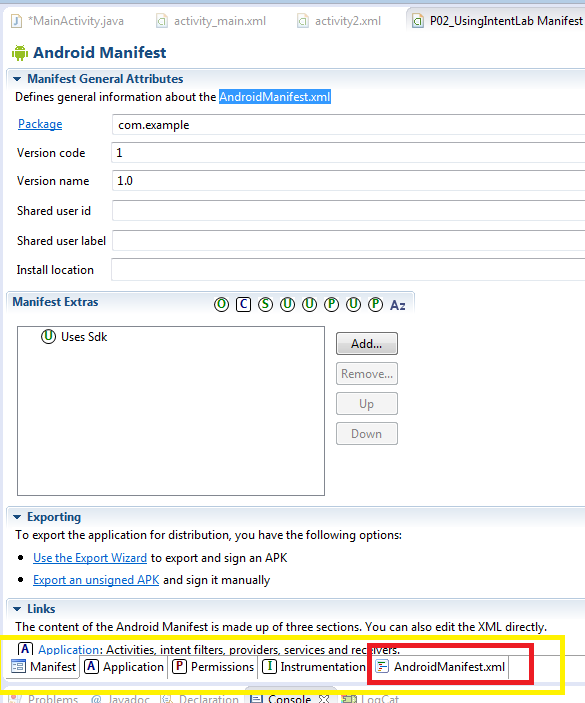 *MainActivity.java activity_main.xml activity2.xml P02_UsingIntentLab Manifest
Android Manifest
Manifest General Attributes
Defines general information about the AndroidManifest.xml
Package com.example
Version code 1
Version name 1.0
Shared user id
Shared user label
Install location
Manifest Extras O C S U U P U P Az
U Uses Sdk
Add...
Remove...
Up
Down
Exporting
To export the application for distribution, you have the following options:
Use the Export Wizard to export and sign an APK
Export an unsigned APK and sign it manually
Links
The content of the Android Manifest is made up of three sections. You can also edit the XML directly.
A Application: Activities, intent filters, providers, services and receivers.
Manifest A Application P Permissions I Instrumentation AndroidManifest.xml
Problems @ Javadoc Declaration Console LogCat